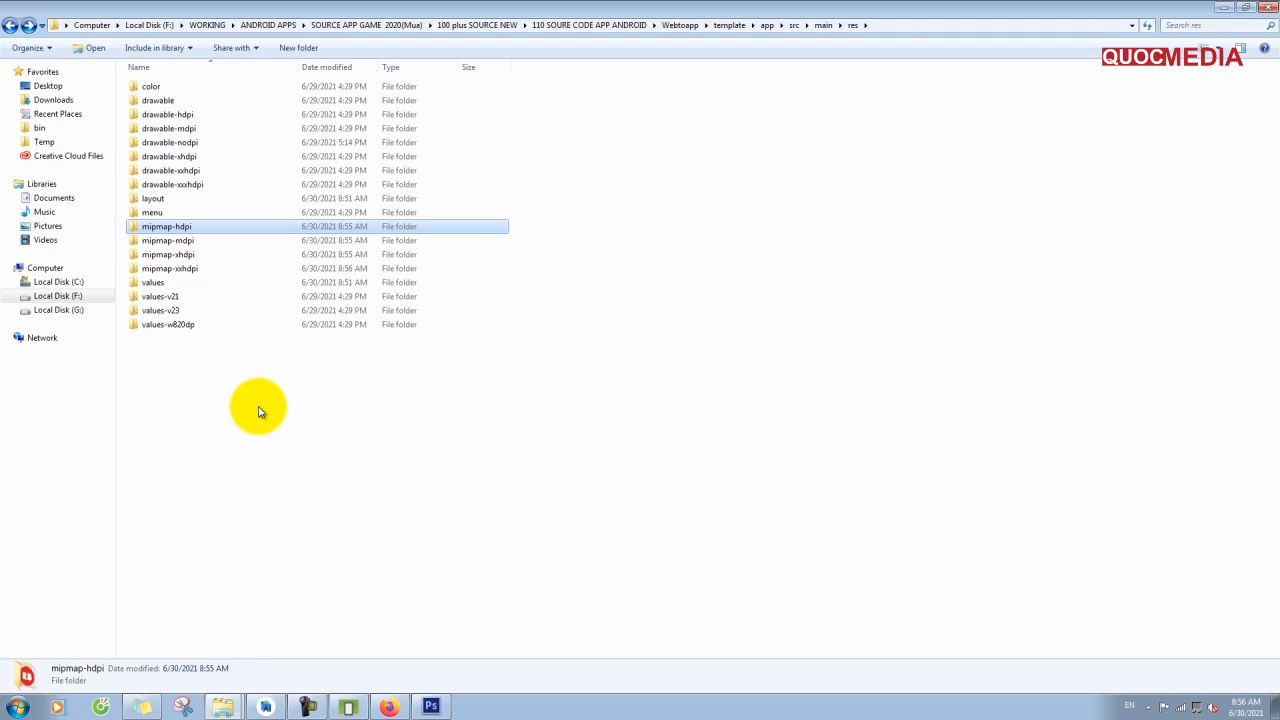 Computer ▸ Local Disk (F:) ▸ WORKING ▸ ANDROID APPS ▸ SOURCE APP GAME 2020(Mua) ▸ 100 plus SOURCE NEW ▸ 110 SOURE CODE APP ANDROID ▸ Webtoapp ▸ template ▸ app ▸ src ▸ main ▸ res ▸ Search res
Organize Open Include in library Share with New folder
QUOCMEDIA
Name Date modified Type Size
Favorites
Desktop
Downloads
Recent Places
bin
Temp
Creative Cloud Files
Libraries
Documents
Music
Pictures
Videos
Computer
Local Disk (C:)
Local Disk (F:)
Local Disk (G:)
Network
color 6/29/2021 4:29 PM File folder
drawable 6/29/2021 4:29 PM File folder
drawable-hdpi 6/29/2021 4:29 PM File folder
drawable-mdpi 6/29/2021 4:29 PM File folder
drawable-nodpi 6/29/2021 5:14 PM File folder
drawable-xhdpi 6/29/2021 4:29 PM File folder
drawable-xxhdpi 6/29/2021 4:29 PM File folder
drawable-xxxhdpi 6/29/2021 4:29 PM File folder
layout 6/30/2021 8:51 AM File folder
menu 6/29/2021 4:29 PM File folder
mipmap-hdpi 6/30/2021 8:55 AM File folder
mipmap-mdpi 6/30/2021 8:55 AM File folder
mipmap-xhdpi 6/30/2021 8:55 AM File folder
mipmap-xxhdpi 6/30/2021 8:56 AM File folder
values 6/30/2021 8:51 AM File folder
values-v21 6/29/2021 4:29 PM File folder
values-v23 6/29/2021 4:29 PM File folder
values-w820dp 6/29/2021 4:29 PM File folder
mipmap-hdpi Date modified: 6/30/2021 8:55 AM
File folder
Ps
EN
8:56 AM
6/30/2021